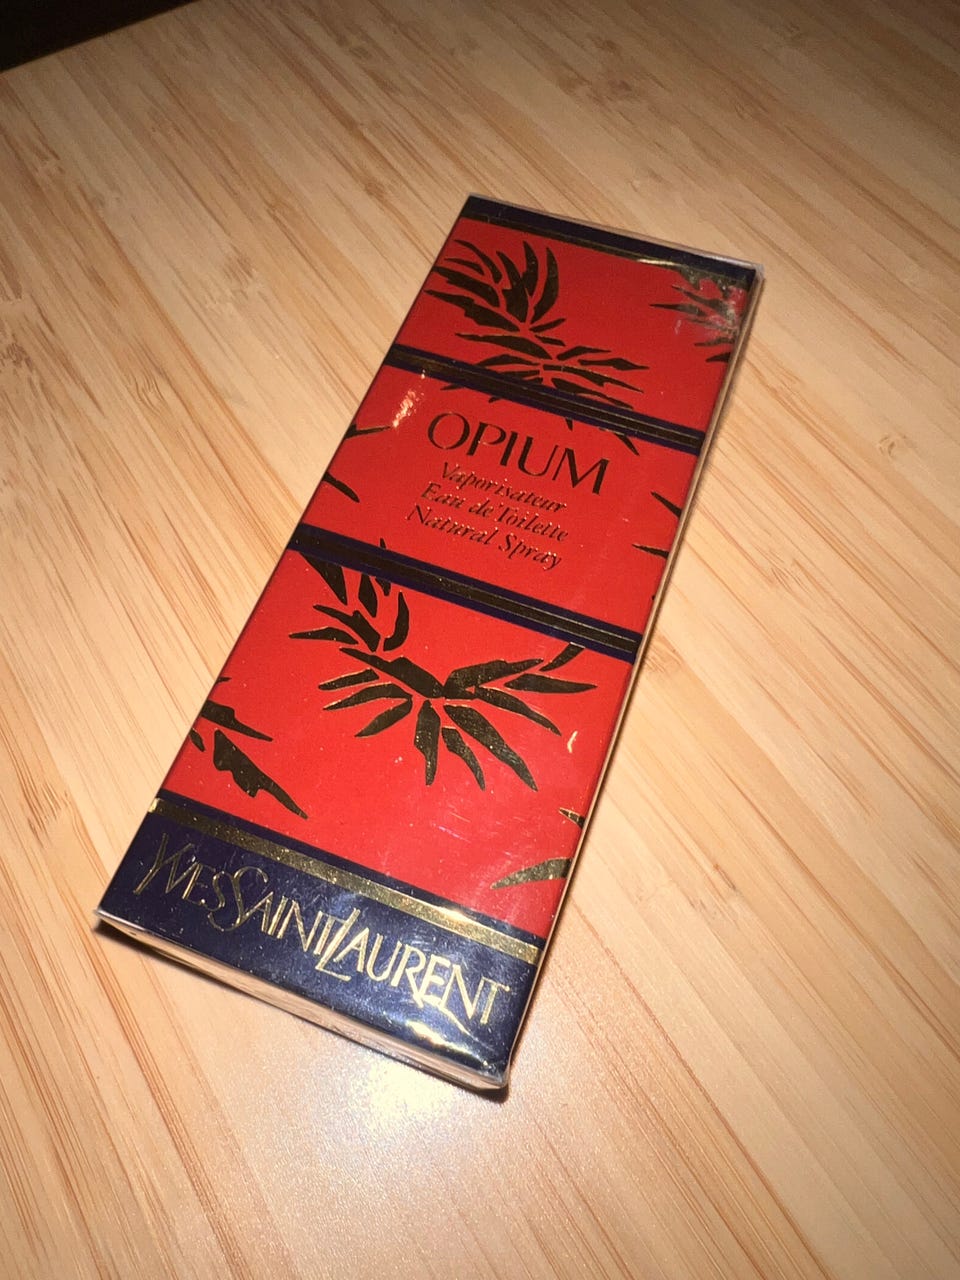 OPIUM
Vaporisateur
Eau de Toilette
Natural Spray
YVESSAINTLAURENT